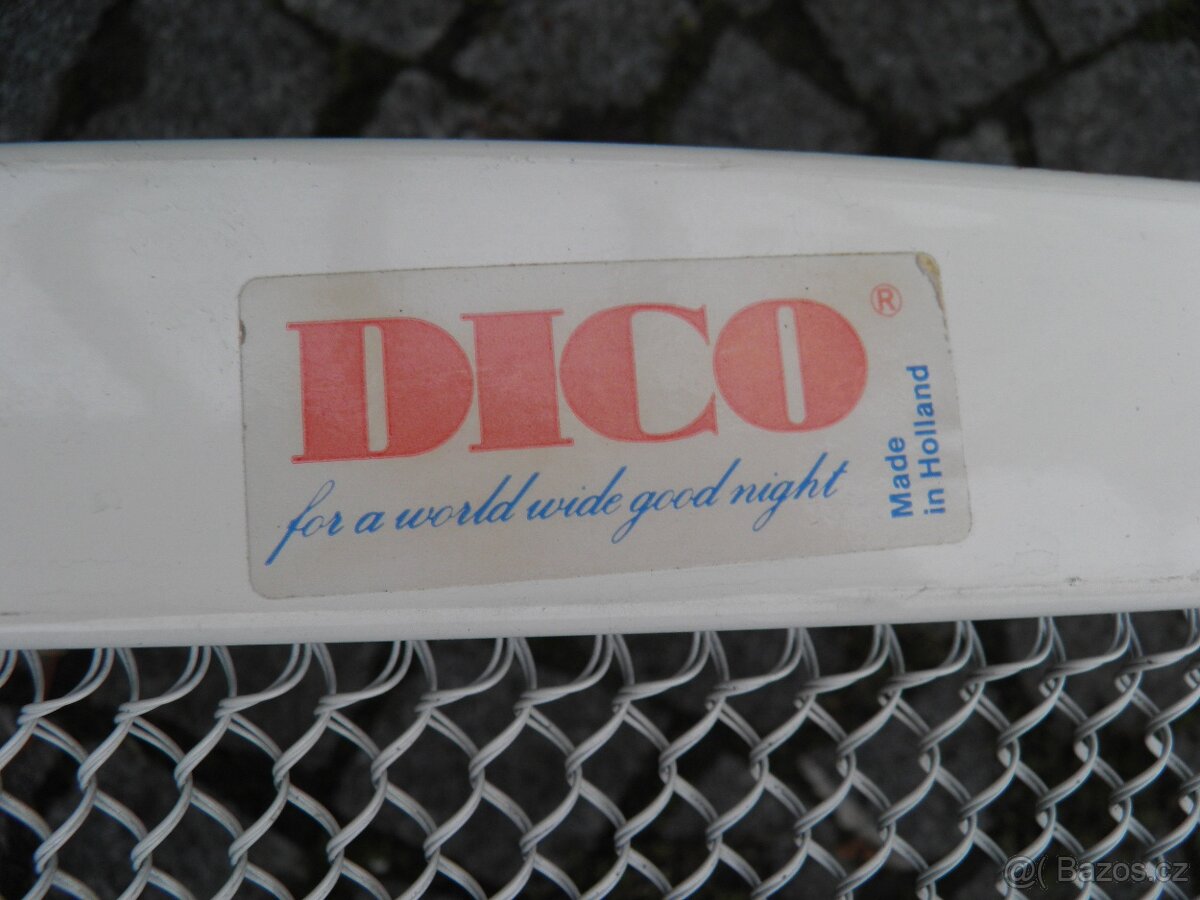 DICO®
for a world wide good night
Made
in Holland
@( Bazos.cz